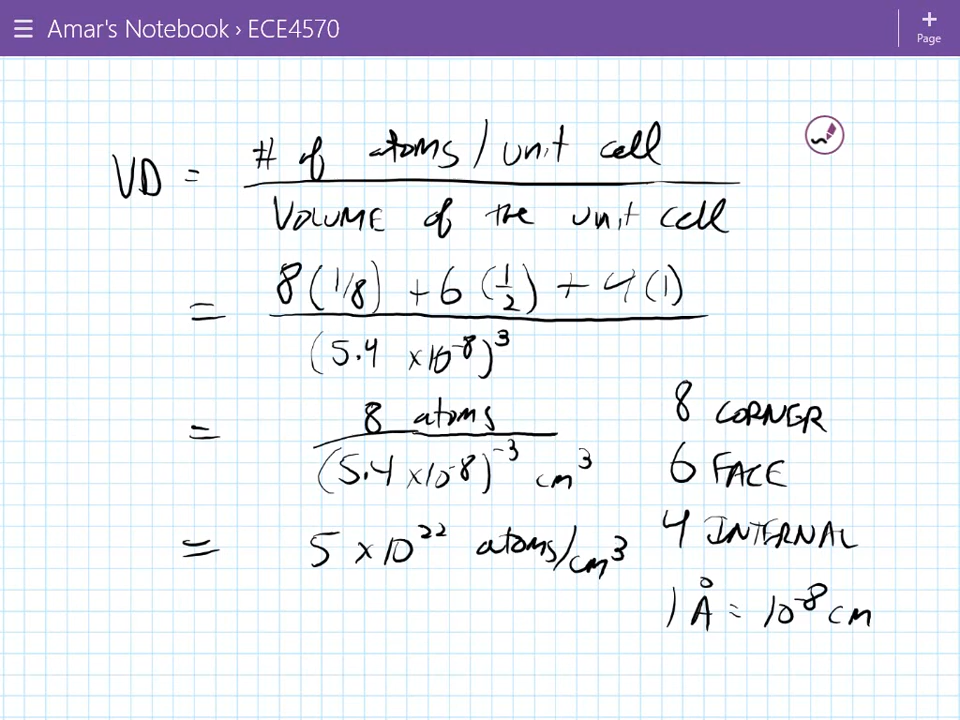 ☰ Amar's Notebook › ECE4570
+ Page
VD = # of atoms / unit cell
VOLUME of the unit cell
= 8 (1/8) + 6 (1/2) + 4 (1)
(5.4 ×10^-8)^3
= 8 atoms
(5.4 ×10^-8)^-3 cm^3
= 5 ×10^22 atoms/cm^3
8 CORNER
6 FACE
4 INTERNAL
1 Å = 10^-8 cm